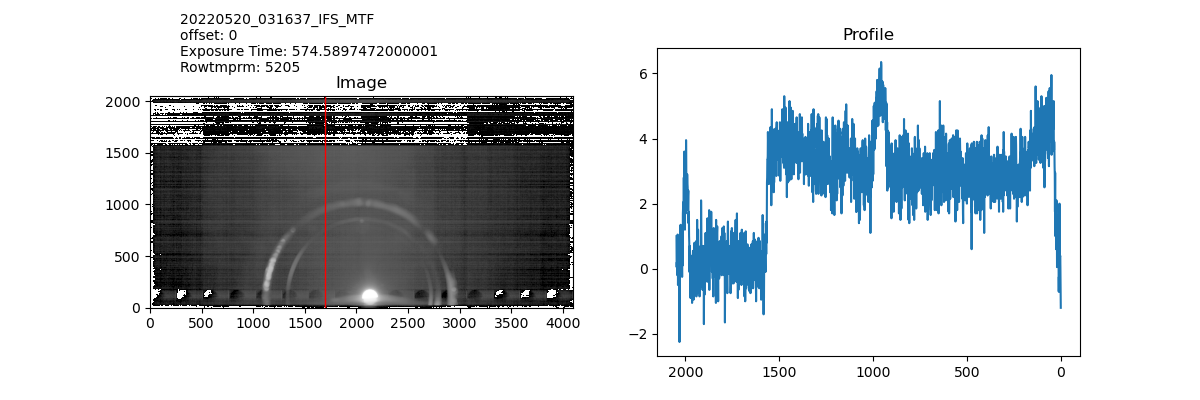 20220520_031637_IFS_MTF
offset: 0
Exposure Time: 574.5897472000001
Rowtmprm: 5205
Image
2000
1500
1000
500
0
0 500 1000 1500 2000 2500 3000 3500 4000
Profile
6
4
2
0
−2
2000 1500 1000 500 0